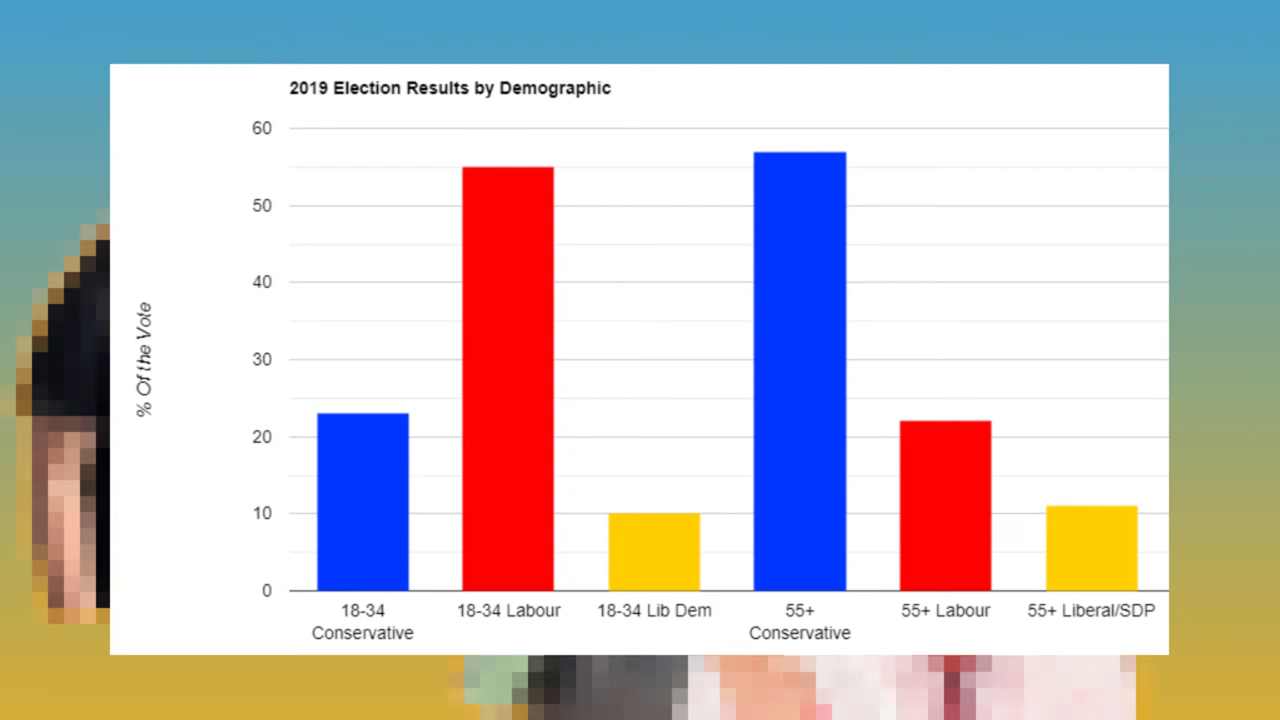 2019 Election Results by Demographic
60
50
40
30
20
10
0
% Of the Vote
18-34 Conservative
18-34 Labour
18-34 Lib Dem
55+ Conservative
55+ Labour
55+ Liberal/SDP